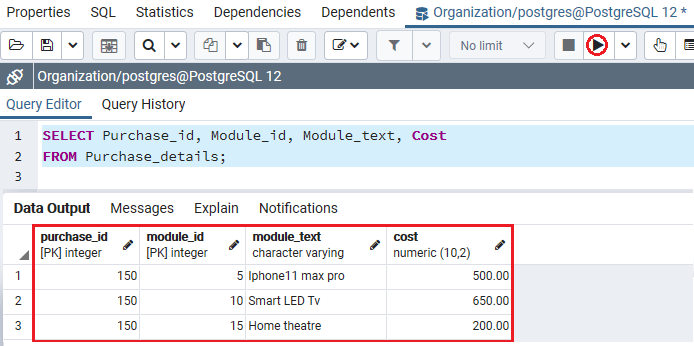 Properties SQL Statistics Dependencies Dependents Organization/postgres@PostgreSQL 12 *
No limit
Organization/postgres@PostgreSQL 12
Query Editor Query History
1 SELECT Purchase_id, Module_id, Module_text, Cost
2 FROM Purchase_details;
3
Data Output Messages Explain Notifications
purchase_id module_id module_text cost
[PK] integer [PK] integer character varying numeric (10,2)
1 150 5 Iphone11 max pro 500.00
2 150 10 Smart LED Tv 650.00
3 150 15 Home theatre 200.00